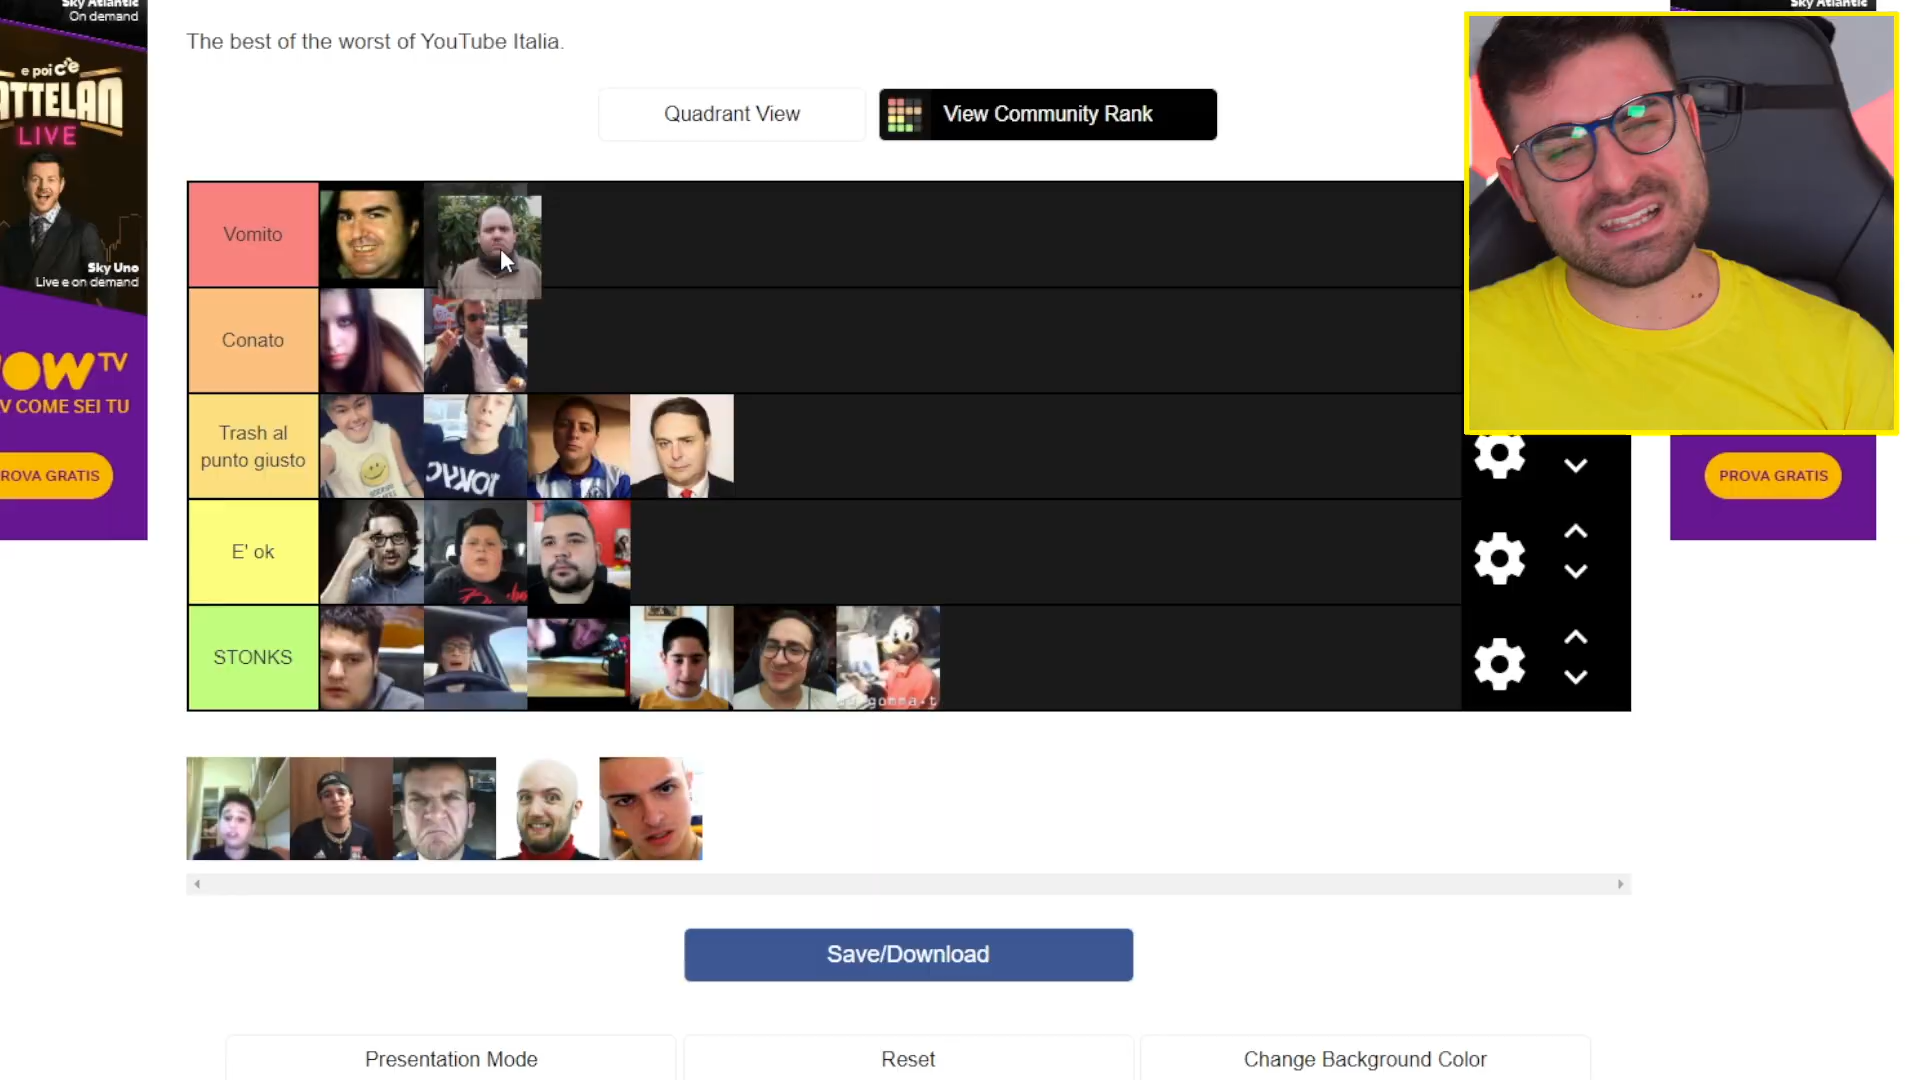 Sky Atlantic
On demand
Sky Atlantic
The best of the worst of YouTube Italia.
e poi c'è
ATTELAN
LIVE
Quadrant View
View Community Rank
Vomito
Sky Uno
Live e on demand
Conato
OW TV
V COME SEI TU
Trash al
punto giusto
ROVA GRATIS
PROVA GRATIS
E' ok
STONKS
gomma.t
Save/Download
Presentation Mode
Reset
Change Background Color